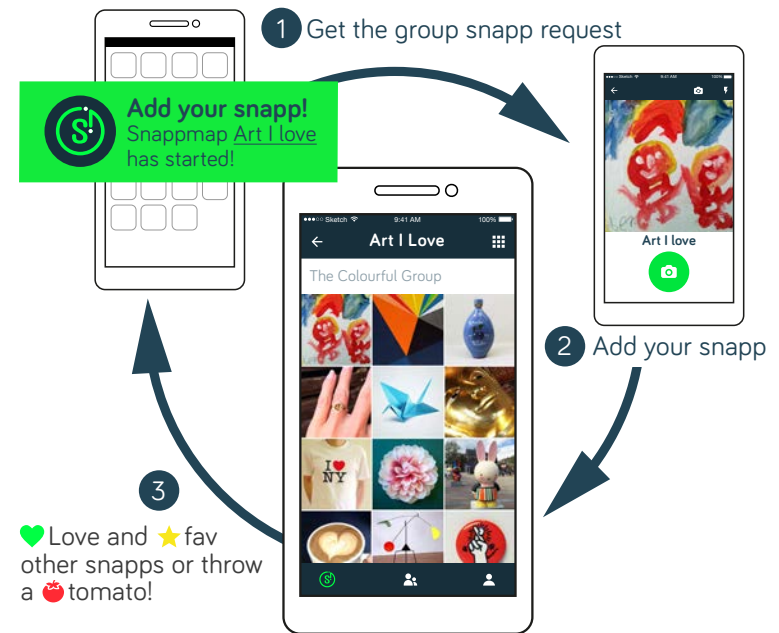 1 Get the group snapp request
Add your snapp!
Snappmap Art I love
has started!
Sketch 9:41 AM 100%
Art I love
2 Add your snapp
Sketch 9:41 AM 100%
Art I Love
The Colourful Group
I ♥
NY
3
Love and fav
other snapps or throw
a tomato!